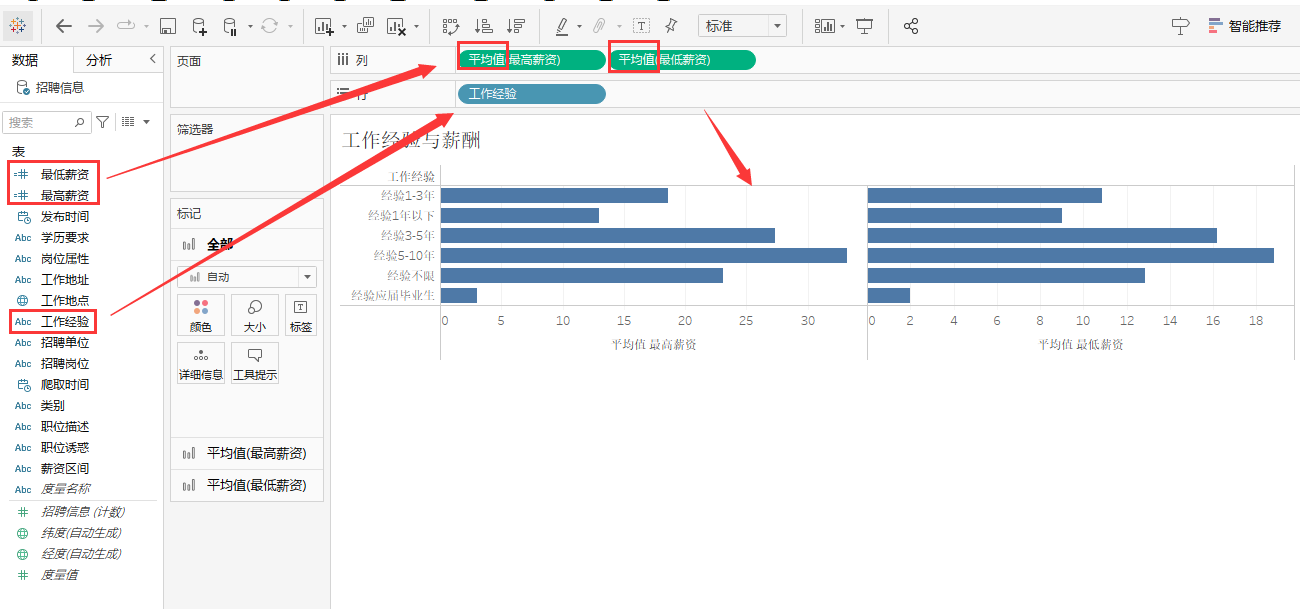 标准
智能推荐
数据
分析
招聘信息
搜索
表
最低薪资
最高薪资
发布时间
Abc 学历要求
Abc 岗位属性
Abc 工作地址
工作地点
Abc 工作经验
Abc 招聘单位
Abc 招聘岗位
爬取时间
Abc 类别
Abc 职位描述
Abc 职位诱惑
Abc 薪资区间
Abc 度量名称
招聘信息 (计数)
纬度(自动生成)
经度(自动生成)
度量值
页面
筛选器
标记
全部
自动
颜色
大小
标签
详细信息
工具提示
平均值(最高薪资)
平均值(最低薪资)
列
平均值(最高薪资)
平均值(最低薪资)
行
工作经验
工作经验与薪酬
工作经验
经验1-3年
经验1年以下
经验3-5年
经验5-10年
经验不限
经验应届毕业生
0 5 10 15 20 25 30
平均值 最高薪资
0 2 4 6 8 10 12 14 16 18
平均值 最低薪资